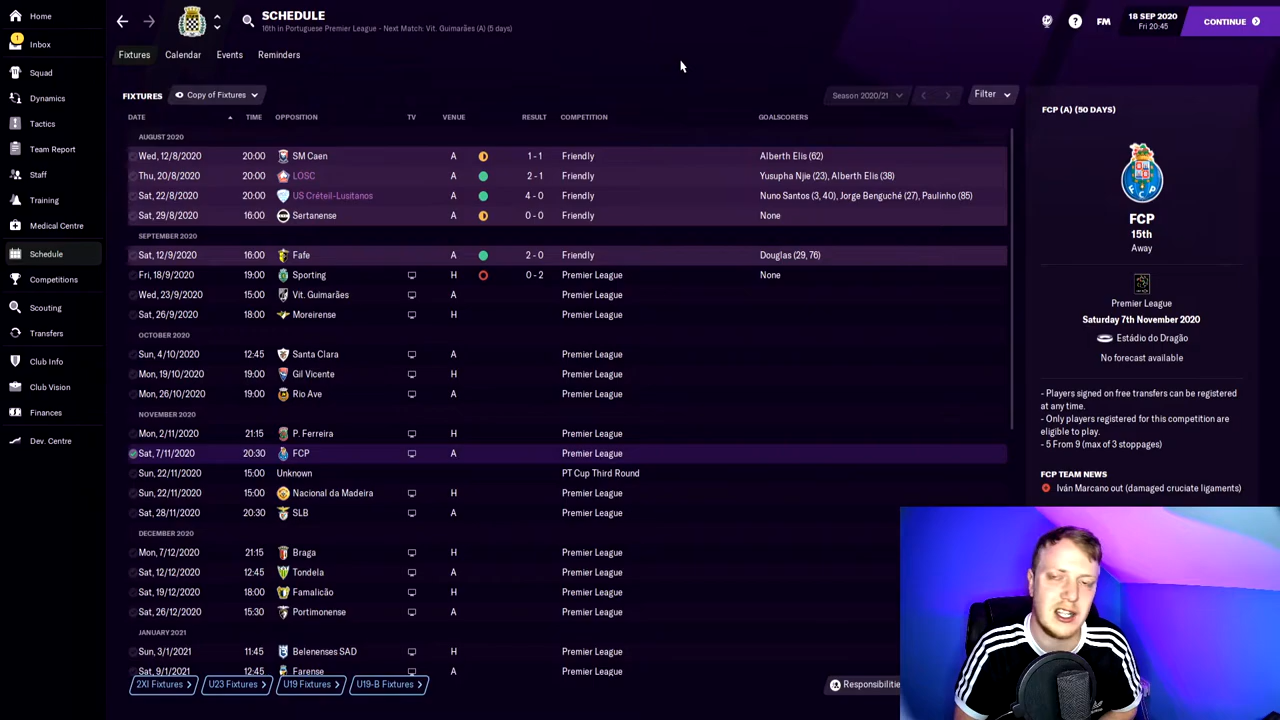 SCHEDULE
16th in Portuguese Premier League - Next Match: Vit. Guimarães (A) (5 days)
FM
18 SEP 2020
Fri 20:45
CONTINUE
Home
1
Inbox
Squad
Dynamics
Tactics
Team Report
Staff
Training
Medical Centre
Schedule
Competitions
Scouting
Transfers
Club Info
Club Vision
Finances
Dev. Centre
Fixtures Calendar Events Reminders
FIXTURES Copy of Fixtures Season 2020/21 Filter
DATE TIME OPPOSITION TV VENUE RESULT COMPETITION GOALSCORERS
AUGUST 2020
Wed, 12/8/2020 20:00 SM Caen A 1 - 1 Friendly Alberth Elis (62)
Thu, 20/8/2020 20:00 LOSC A 2 - 1 Friendly Yusupha Njie (23), Alberth Elis (38)
Sat, 22/8/2020 20:00 US Créteil-Lusitanos A 4 - 0 Friendly Nuno Santos (3, 40), Jorge Benguché (27), Paulinho (85)
Sat, 29/8/2020 16:00 Sertanense A 0 - 0 Friendly None
SEPTEMBER 2020
Sat, 12/9/2020 16:00 Fafe A 2 - 0 Friendly Douglas (29, 76)
Fri, 18/9/2020 19:00 Sporting H 0 - 2 Premier League None
Wed, 23/9/2020 15:00 Vit. Guimarães A Premier League
Sat, 26/9/2020 18:00 Moreirense H Premier League
OCTOBER 2020
Sun, 4/10/2020 12:45 Santa Clara A Premier League
Mon, 19/10/2020 19:00 Gil Vicente H Premier League
Mon, 26/10/2020 19:00 Rio Ave A Premier League
NOVEMBER 2020
Mon, 2/11/2020 21:15 P. Ferreira H Premier League
Sat, 7/11/2020 20:30 FCP A Premier League
Sun, 22/11/2020 15:00 Unknown PT Cup Third Round
Sun, 22/11/2020 15:00 Nacional da Madeira H Premier League
Sat, 28/11/2020 20:30 SLB A Premier League
DECEMBER 2020
Mon, 7/12/2020 21:15 Braga H Premier League
Sat, 12/12/2020 12:45 Tondela A Premier League
Sat, 19/12/2020 18:00 Famalicão H Premier League
Sat, 26/12/2020 15:30 Portimonense A Premier League
JANUARY 2021
Sun, 3/1/2021 11:45 Belenenses SAD H Premier League
Sat, 9/1/2021 12:45 Farense A Premier League
2XI Fixtures U23 Fixtures U19 Fixtures U19-B Fixtures
FCP (A) (50 DAYS)
FCP
15th
Away
Premier League
Saturday 7th November 2020
Estádio do Dragão
No forecast available
- Players signed on free transfers can be registered
at any time.
- Only players registered for this competition are
eligible to play.
- 5 From 9 (max of 3 stoppages)
FCP TEAM NEWS
Iván Marcano out (damaged cruciate ligaments)